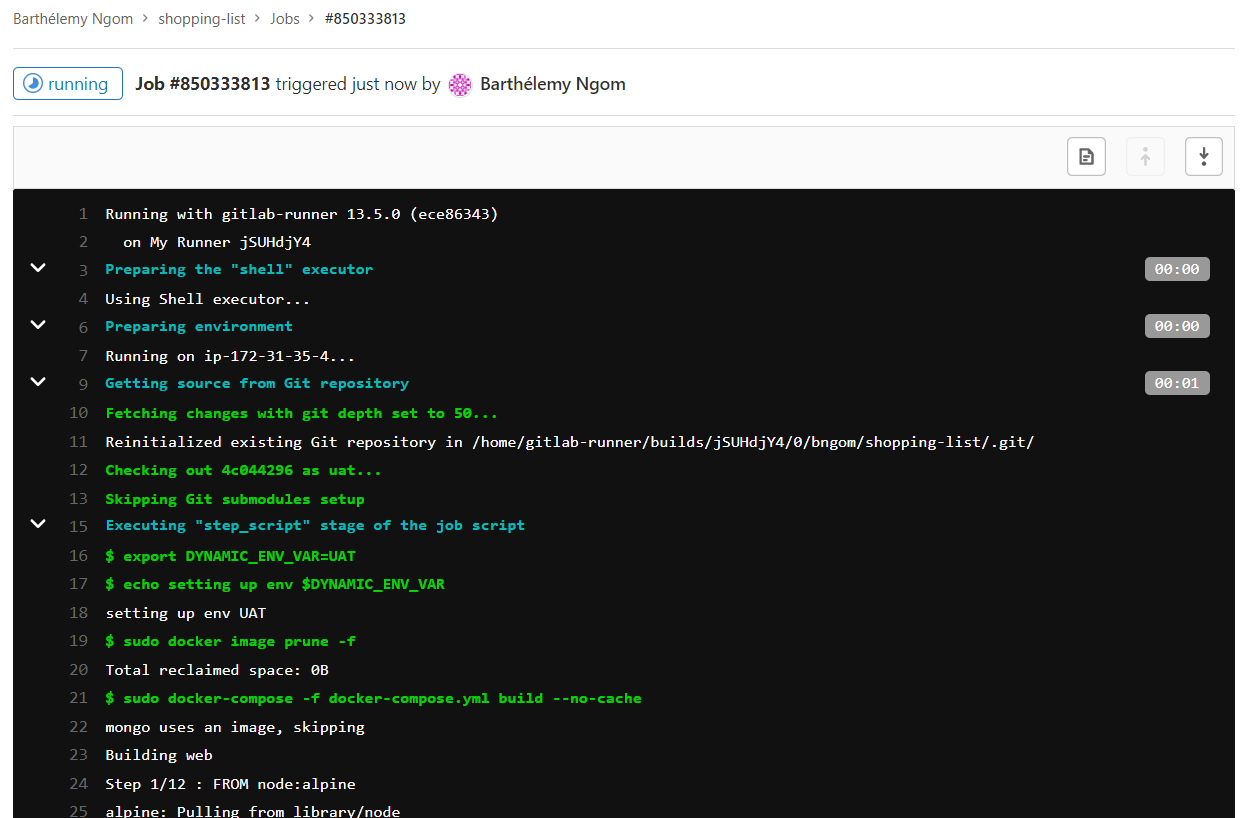 Barthélemy Ngom > shopping-list > Jobs > #850333813
running Job #850333813 triggered just now by Barthélemy Ngom
1 Running with gitlab-runner 13.5.0 (ece86343)
2 on My Runner jSUHdjY4
3 Preparing the "shell" executor 00:00
4 Using Shell executor...
6 Preparing environment 00:00
7 Running on ip-172-31-35-4...
9 Getting source from Git repository 00:01
10 Fetching changes with git depth set to 50...
11 Reinitialized existing Git repository in /home/gitlab-runner/builds/jSUHdjY4/0/bngom/shopping-list/.git/
12 Checking out 4c044296 as uat...
13 Skipping Git submodules setup
15 Executing "step_script" stage of the job script
16 $ export DYNAMIC_ENV_VAR=UAT
17 $ echo setting up env $DYNAMIC_ENV_VAR
18 setting up env UAT
19 $ sudo docker image prune -f
20 Total reclaimed space: 0B
21 $ sudo docker-compose -f docker-compose.yml build --no-cache
22 mongo uses an image, skipping
23 Building web
24 Step 1/12 : FROM node:alpine
25 alpine: Pulling from library/node